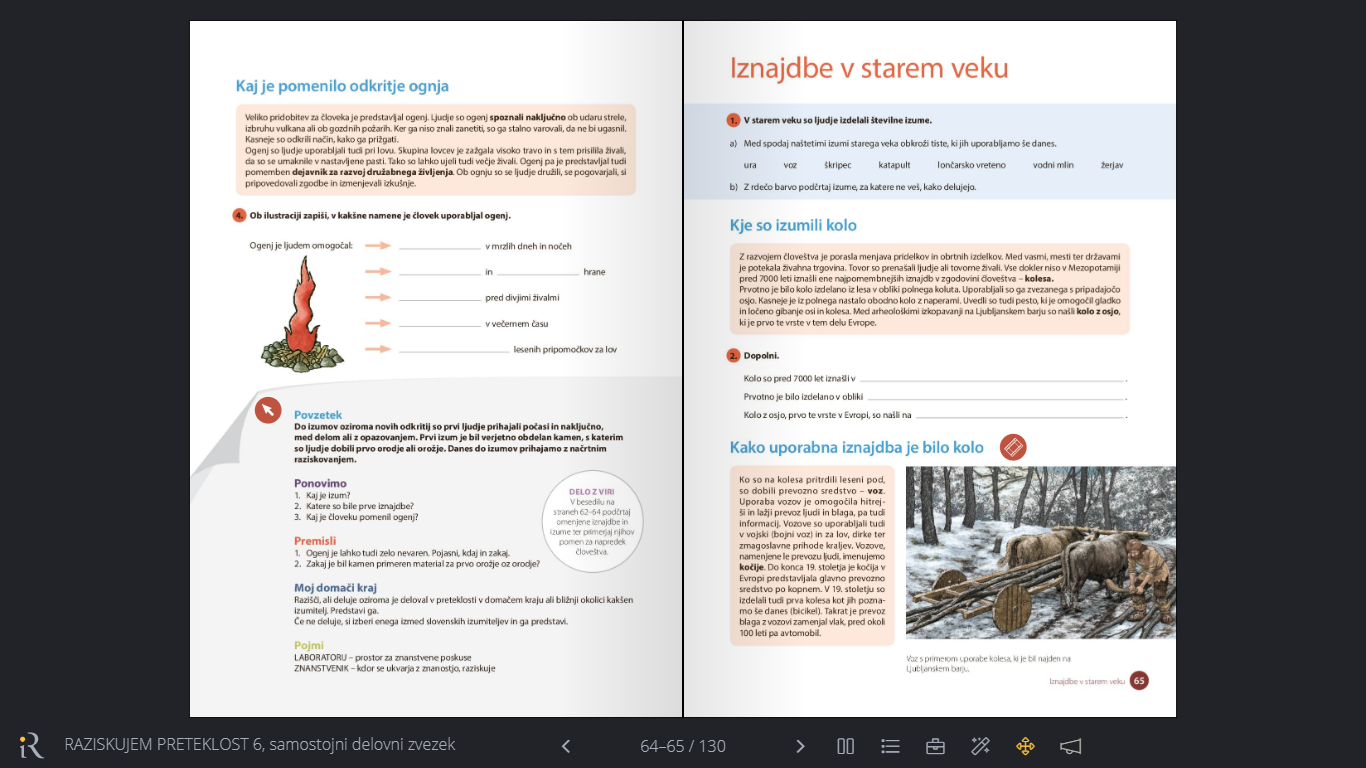 Kaj je pomenilo odkritje ognja
Veliko pridobitev za človeka je predstavljal ogenj. Ljudje so ogenj spoznali naključno ob udaru strele,
izbruhu vulkana ali ob gozdnih požarih. Ker ga niso znali zanetiti, so ga stalno varovali, da ne bi ugasnil.
Kasneje so odkrili način, kako ga prižgati.
Ogenj so ljudje uporabljali tudi pri lovu. Skupina lovcev je zažgala visoko travo in s tem prisilila živali,
da so se umaknile v nastavljene pasti. Tako so lahko ujeli tudi večje živali. Ogenj pa je predstavljal tudi
pomemben dejavnik za razvoj družabnega življenja. Ob ognju so se ljudje družili, se pogovarjali, si
pripovedovali zgodbe in izmenjevali izkušnje.
4. Ob ilustraciji zapiši, v kakšne namene je človek uporabljal ogenj.
Ogenj je ljudem omogočal: v mrzlih dneh in nočeh
in hrane
pred divjimi živalmi
v večernem času
lesenih pripomočkov za lov
Povzetek
Do izumov oziroma novih odkritij so prvi ljudje prihajali počasi in naključno,
med delom ali z opazovanjem. Prvi izum je bil verjetno obdelan kamen, s katerim
so ljudje dobili prvo orodje ali orožje. Danes do izumov prihajamo z načrtnim
raziskovanjem.
Ponovimo
1. Kaj je izum?
2. Katere so bile prve iznajdbe?
3. Kaj je človeku pomenil ogenj?
DELO Z VIRI
V besedilu na
straneh 62–64 podčrtaj
omenjene iznajdbe in
izume ter primerjaj njihov
pomen za napredek
človeštva.
Premisli
1. Ogenj je lahko tudi zelo nevaren. Pojasni, kdaj in zakaj.
2. Zakaj je bil kamen primeren material za prvo orožje oz orodje?
Moj domači kraj
Razišči, ali deluje oziroma je deloval v preteklosti v domačem kraju ali bližnji okolici kakšen
izumitelj. Predstavi ga.
Če ne deluje, si izberi enega izmed slovenskih izumiteljev in ga predstavi.
Pojmi
LABORATORIJ – prostor za znanstvene poskuse
ZNANSTVENIK – kdor se ukvarja z znanostjo, raziskuje
Iznajdbe v starem veku
1. V starem veku so ljudje izdelali številne izume.
a) Med spodaj naštetimi izumi starega veka obkroži tiste, ki jih uporabljamo še danes.
ura voz škripec katapult lončarsko vreteno vodni mlin žerjav
b) Z rdečo barvo podčrtaj izume, za katere ne veš, kako delujejo.
Kje so izumili kolo
Z razvojem človeštva je porasla menjava pridelkov in obrtnih izdelkov. Med vasmi, mesti ter državami
je potekala živahna trgovina. Tovor so prenašali ljudje ali tovorne živali. Vse dokler niso v Mezopotamiji
pred 7000 leti iznašli ene najpomembnejših iznajdb v zgodovini človeštva – kolesa.
Prvotno je bilo kolo izdelano iz lesa v obliki polnega koluta. Uporabljali so ga zvezanega s pripadajočo
osjo. Kasneje je iz polnega nastalo obodno kolo z naperami. Uvedli so tudi pesto, ki je omogočil gladko
in ločeno gibanje osi in kolesa. Med arheološkimi izkopavanji na Ljubljanskem barju so našli kolo z osjo,
ki je prvo te vrste v tem delu Evrope.
2. Dopolni.
Kolo so pred 7000 let iznašli v .
Prvotno je bilo izdelano v obliki .
Kolo z osjo, prvo te vrste v Evropi, so našli na .
Kako uporabna iznajdba je bilo kolo
Ko so na kolesa pritrdili leseni pod,
so dobili prevozno sredstvo – voz.
Uporaba vozov je omogočila hitrej-
ši in lažji prevoz ljudi in blaga, pa tudi
informacij. Vozove so uporabljali tudi
v vojski (bojni voz) in za lov, dirke ter
zmagoslavne prihode kraljev. Vozove,
namenjene le prevozu ljudi, imenujemo
kočije. Do konca 19. stoletja je kočija v
Evropi predstavljala glavno prevozno
sredstvo po kopnem. V 19. stoletju so
izdelali tudi prva kolesa kot jih pozna-
mo še danes (bicikel). Takrat je prevoz
blaga z vozovi zamenjal vlak, pred okoli
100 leti pa avtomobil.
Voz s primerom uporabe kolesa, ki je bil najden na
Ljubljanskem barju.
Iznajdbe v starem veku 65
iR RAZISKUJEM PRETEKLOST 6, samostojni delovni zvezek 64–65 / 130